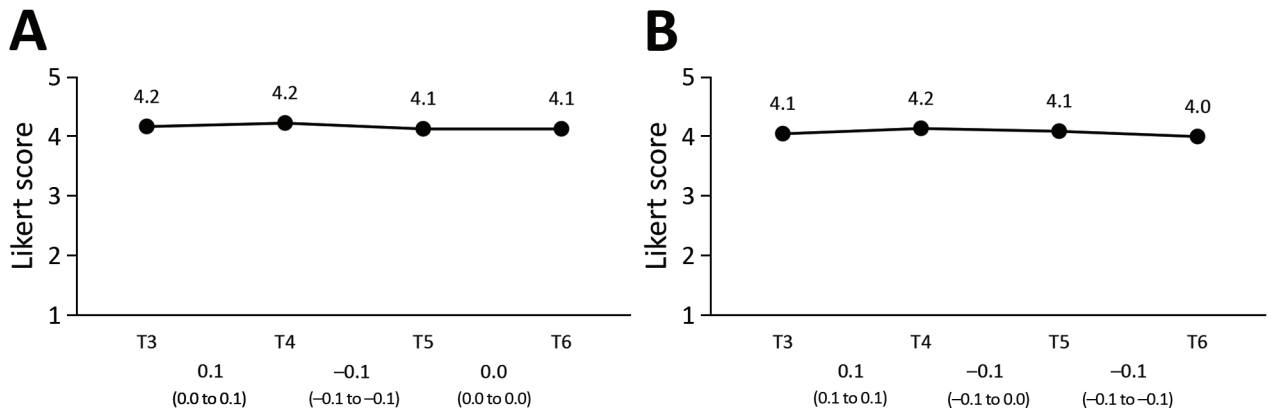 A
Likert score
5
4
3
2
1
4.2
4.2
4.1
4.1
T3 T4 T5 T6
0.1 –0.1 0.0
(0.0 to 0.1) (–0.1 to –0.1) (0.0 to 0.0)
B
Likert score
5
4
3
2
1
4.1
4.2
4.1
4.0
T3 T4 T5 T6
0.1 –0.1 –0.1
(0.1 to 0.1) (–0.1 to 0.0) (–0.1 to –0.1)